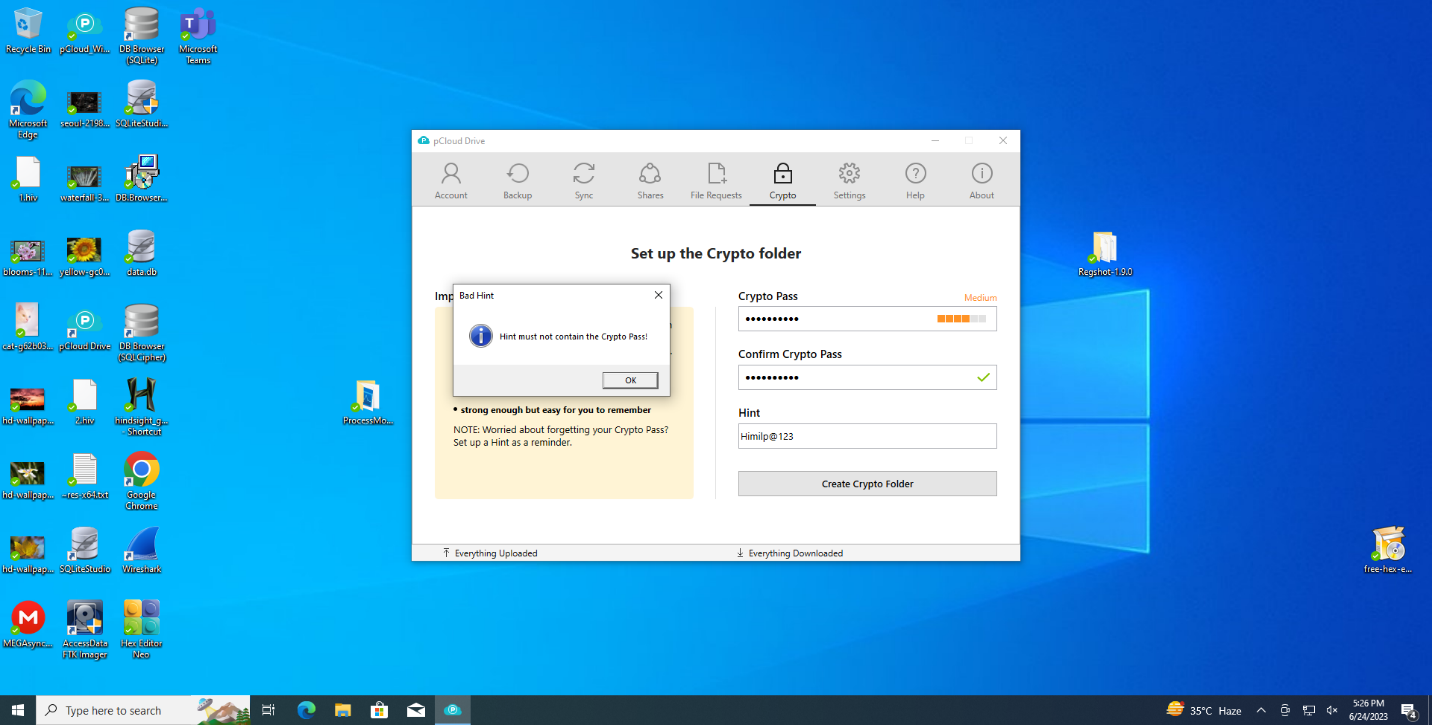 Recycle Bin
pCloud_Wi...
DB Browser
(SQLite)
Microsoft
Teams
Microsoft
Edge
seoul-2198...
SQLiteStudi...
1.hiv
waterfall-3...
DB.Browser...
blooms-11...
yellow-gc0...
data.db
cat-g62b03...
pCloud Drive
DB Browser
(SQLCipher)
hd-wallpap...
2.hiv
hindsight_g...
- Shortcut
hd-wallpap...
~res-x64.txt
Google
Chrome
hd-wallpap...
SQLiteStudio
Wireshark
MEGAsync...
AccessData
FTK Imager
Hex Editor
Neo
ProcessMo...
Regshot-1.9.0
free-hex-e...
pCloud Drive
Account
Backup
Sync
Shares
File Requests
Crypto
Settings
Help
About
Set up the Crypto folder
Imp
Bad Hint
Hint must not contain the Crypto Pass!
OK
• strong enough but easy for you to remember
NOTE: Worried about forgetting your Crypto Pass?
Set up a Hint as a reminder.
Crypto Pass
Medium
Confirm Crypto Pass
Hint
Himilp@123
Create Crypto Folder
Everything Uploaded
Everything Downloaded
Type here to search
35°C Haze
5:26 PM
6/24/2023
4